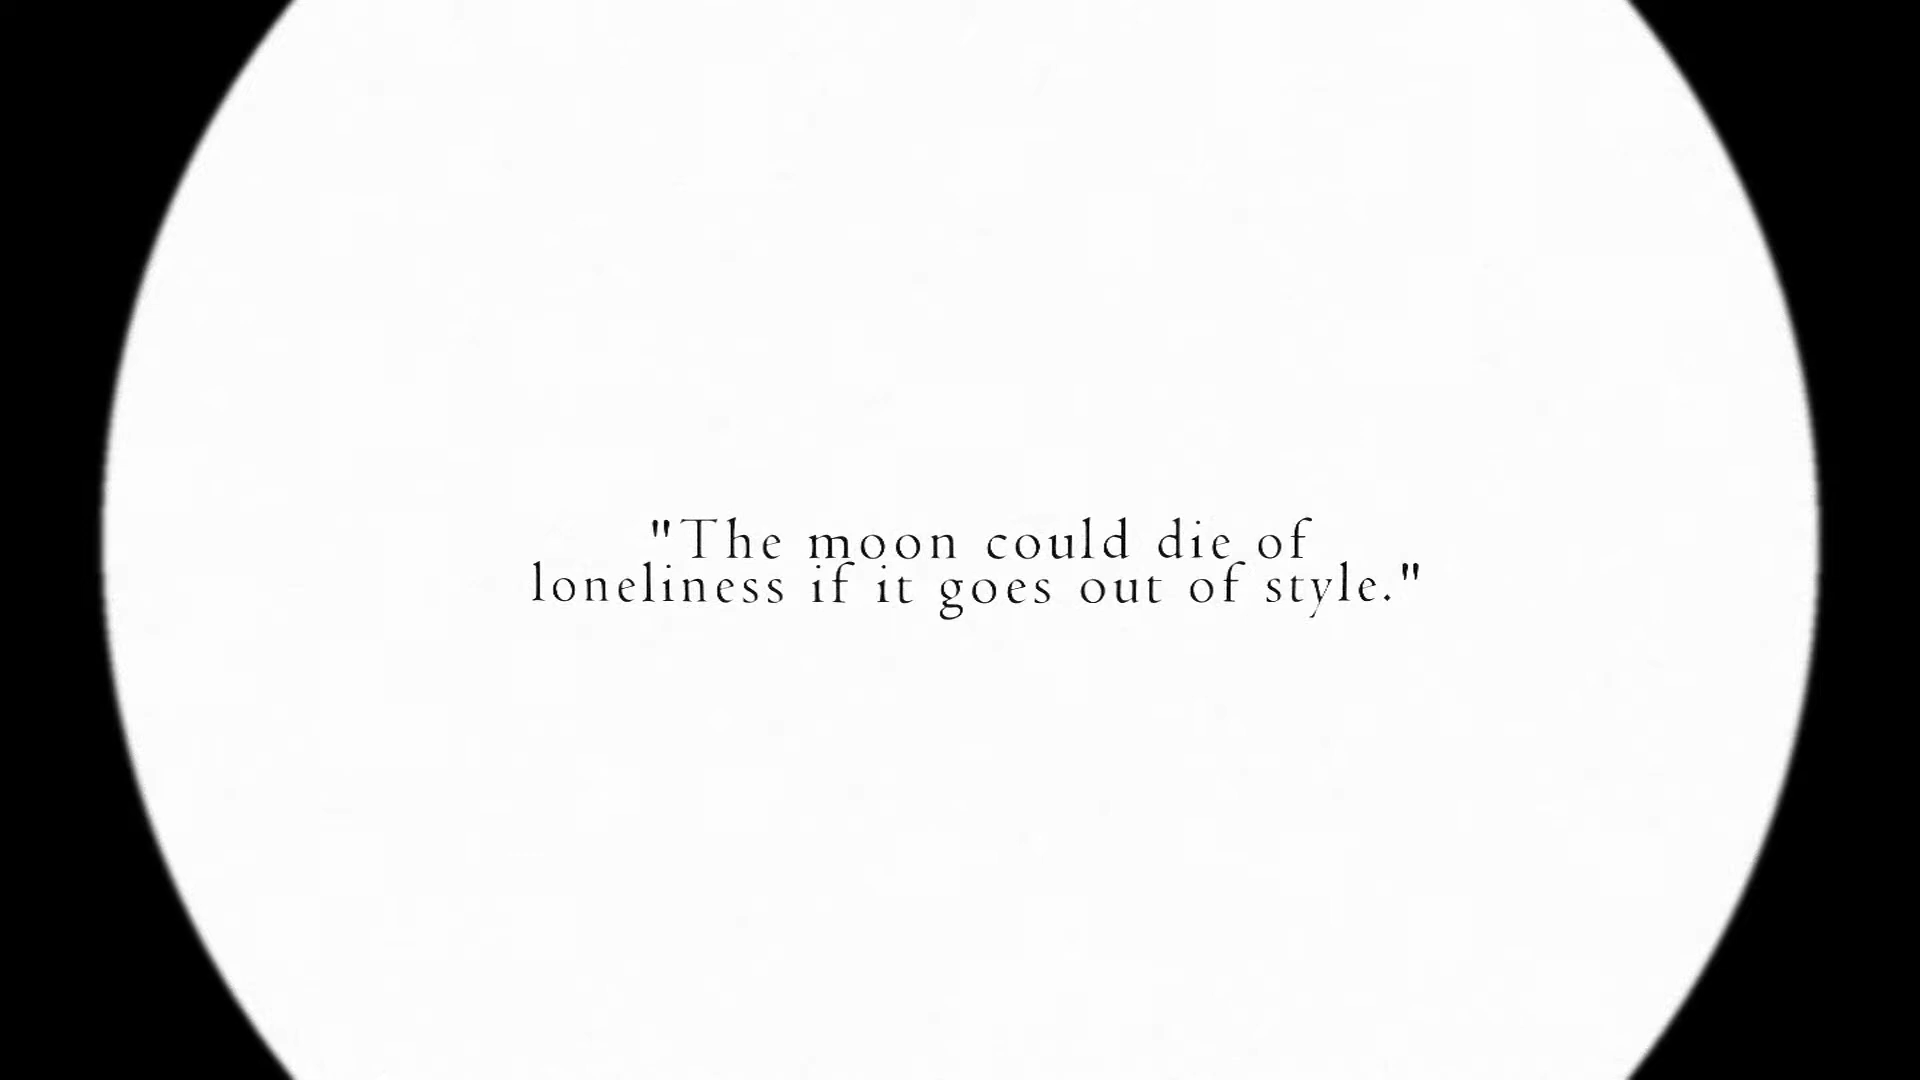 "The moon could die of
loneliness if it goes out of style."